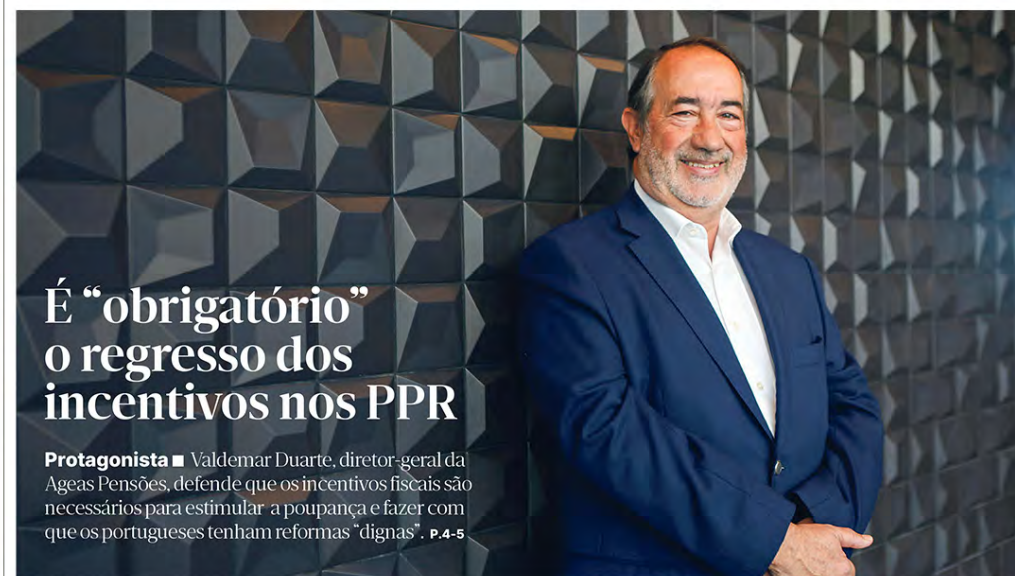 É “obrigatório”
o regresso dos
incentivos nos PPR
Protagonista ■ Valdemar Duarte, diretor-geral da
Ageas Pensões, defende que os incentivos fiscais são
necessários para estimular a poupança e fazer com
que os portugueses tenham reformas “dignas”. P.4-5